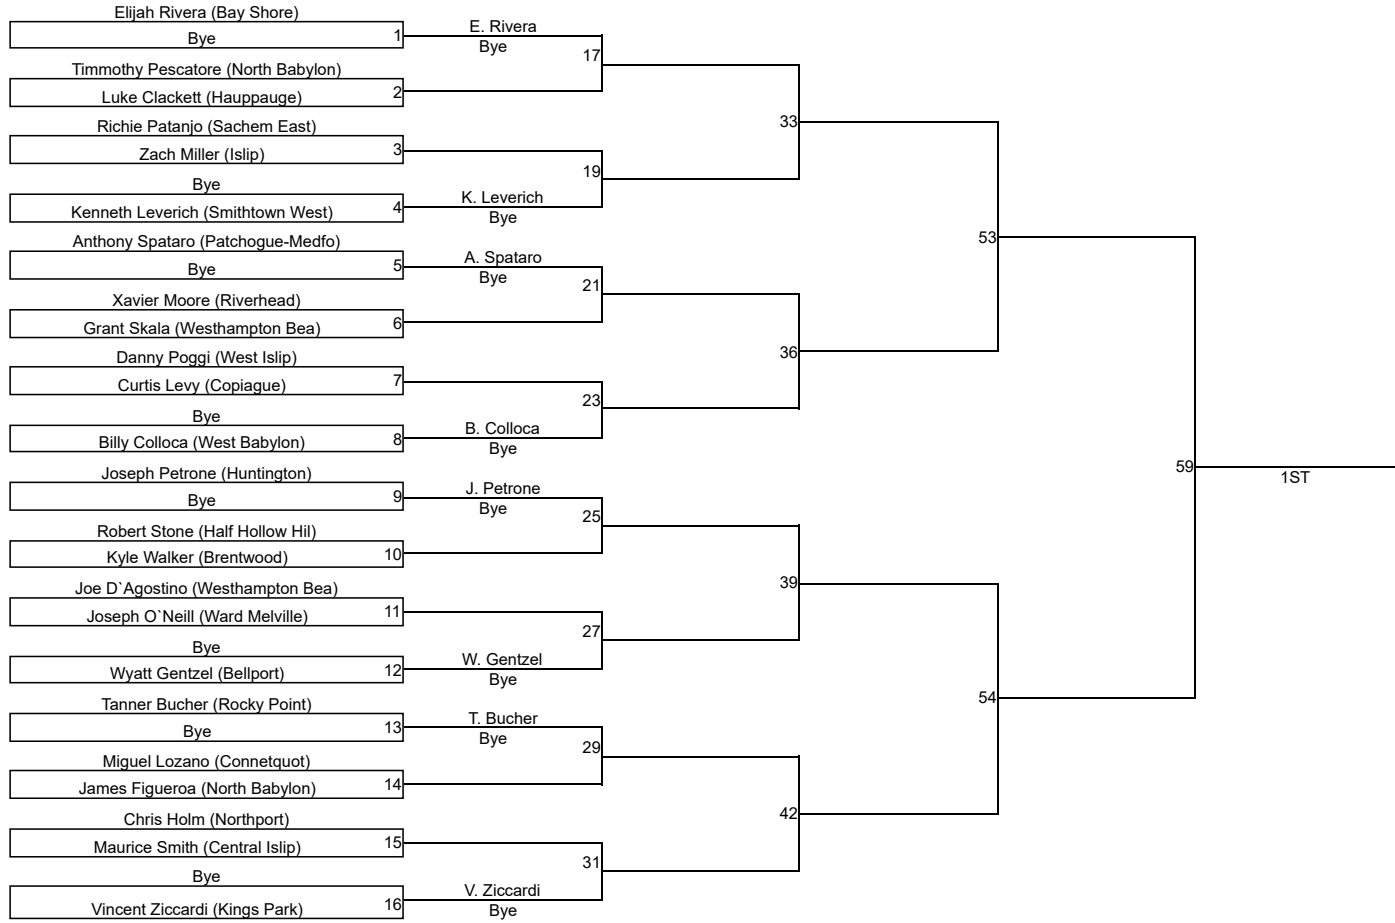 Elijah Rivera (Bay Shore)
Bye
1
E. Rivera
Bye
17
Timmothy Pescatore (North Babylon)
Luke Clackett (Hauppauge)
2
33
Richie Patanjo (Sachem East)
Zach Miller (Islip)
3
19
Bye
Kenneth Leverich (Smithtown West)
4
K. Leverich
Bye
53
Anthony Spataro (Patchogue-Medfo)
Bye
5
A. Spataro
Bye
21
Xavier Moore (Riverhead)
Grant Skala (Westhampton Bea)
6
36
Danny Poggi (West Islip)
Curtis Levy (Copiague)
7
23
Bye
Billy Colloca (West Babylon)
8
B. Colloca
Bye
59
1ST
Joseph Petrone (Huntington)
Bye
9
J. Petrone
Bye
25
Robert Stone (Half Hollow Hil)
Kyle Walker (Brentwood)
10
39
Joe D`Agostino (Westhampton Bea)
Joseph O`Neill (Ward Melville)
11
27
Bye
Wyatt Gentzel (Bellport)
12
W. Gentzel
Bye
54
Tanner Bucher (Rocky Point)
Bye
13
T. Bucher
Bye
29
Miguel Lozano (Connetquot)
James Figueroa (North Babylon)
14
42
Chris Holm (Northport)
Maurice Smith (Central Islip)
15
31
Bye
Vincent Ziccardi (Kings Park)
16
V. Ziccardi
Bye